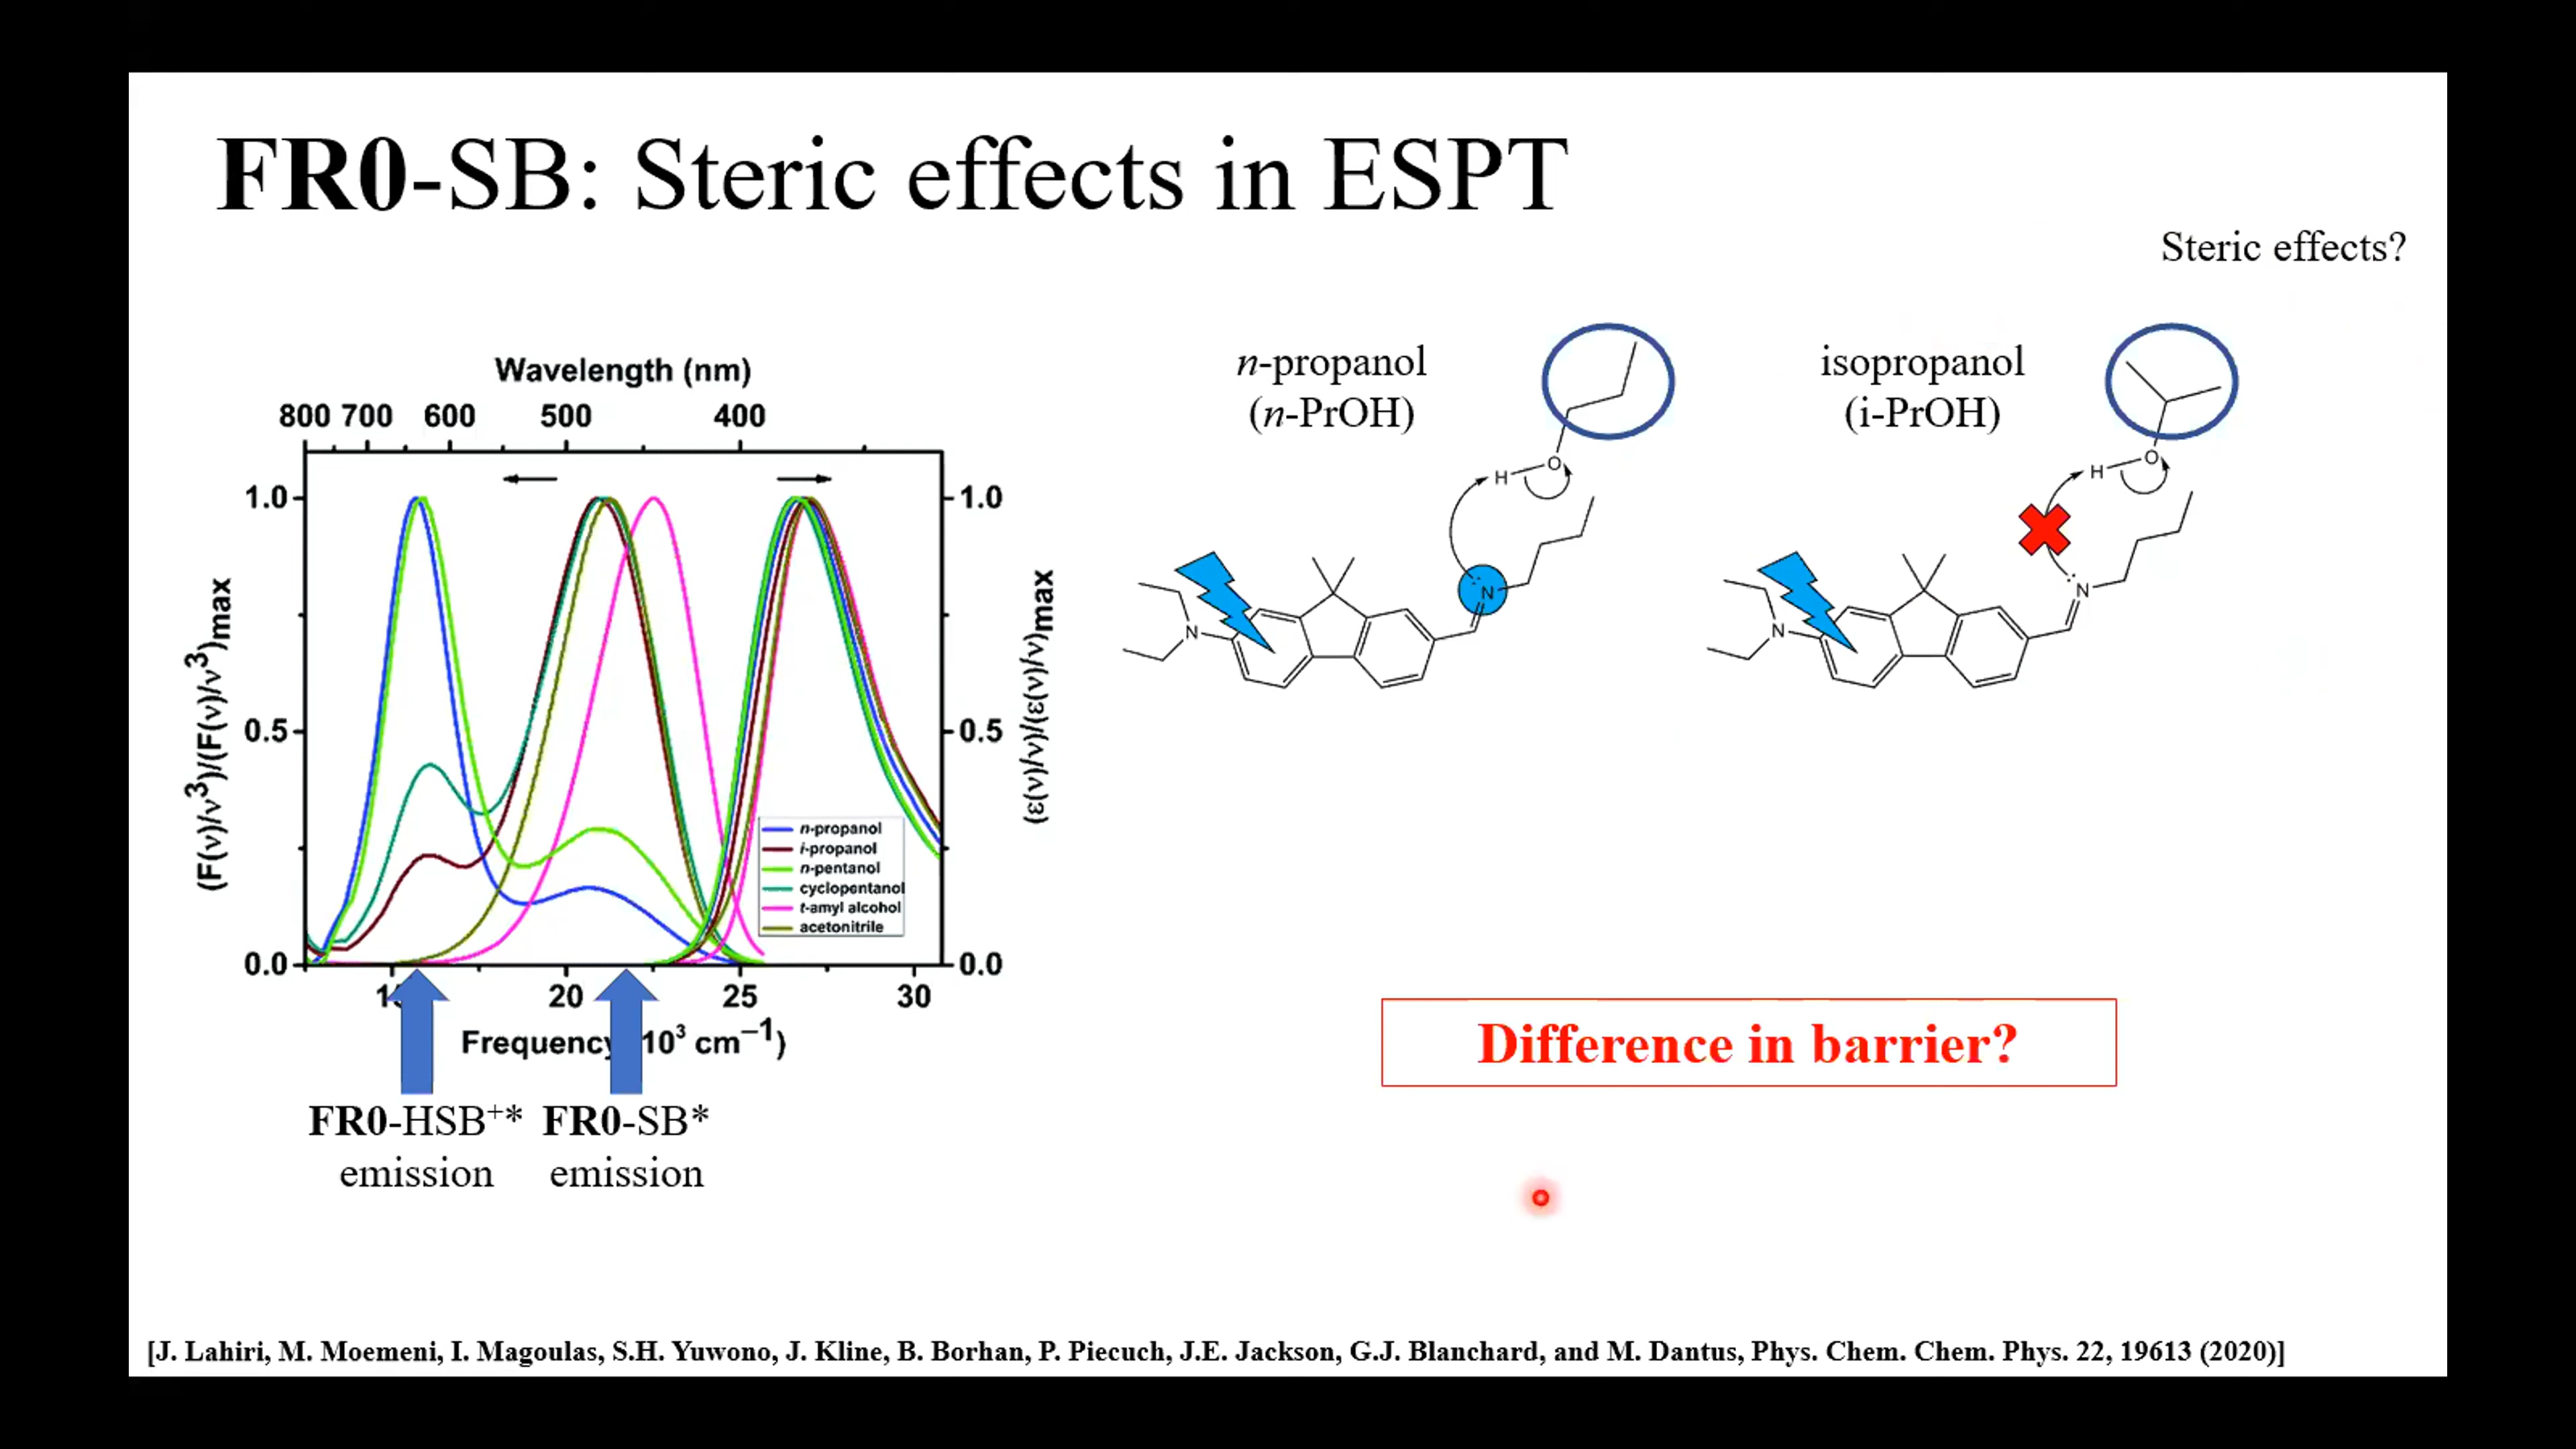 FR0-SB: Steric effects in ESPT
Steric effects?
Wavelength (nm)
800 700 600 500 400
1.0
0.5
0.0
(F(ν)/ν³)/(F(ν)/ν³)max
1.0
0.5
0.0
(ε(ν)/ν)/(ε(ν)/ν)max
n-propanol
i-propanol
n-pentanol
cyclopentanol
t-amyl alcohol
acetonitrile
20 25 30
10³ cm⁻¹)
FR0-HSB⁺* emission
FR0-SB* emission
n-propanol
(n-PrOH)
H O
N
N
isopropanol
(i-PrOH)
H O
N
N
Difference in barrier?
[J. Lahiri, M. Moemeni, I. Magoulas, S.H. Yuwono, J. Kline, B. Borhan, P. Piecuch, J.E. Jackson, G.J. Blanchard, and M. Dantus, Phys. Chem. Chem. Phys. 22, 19613 (2020)]